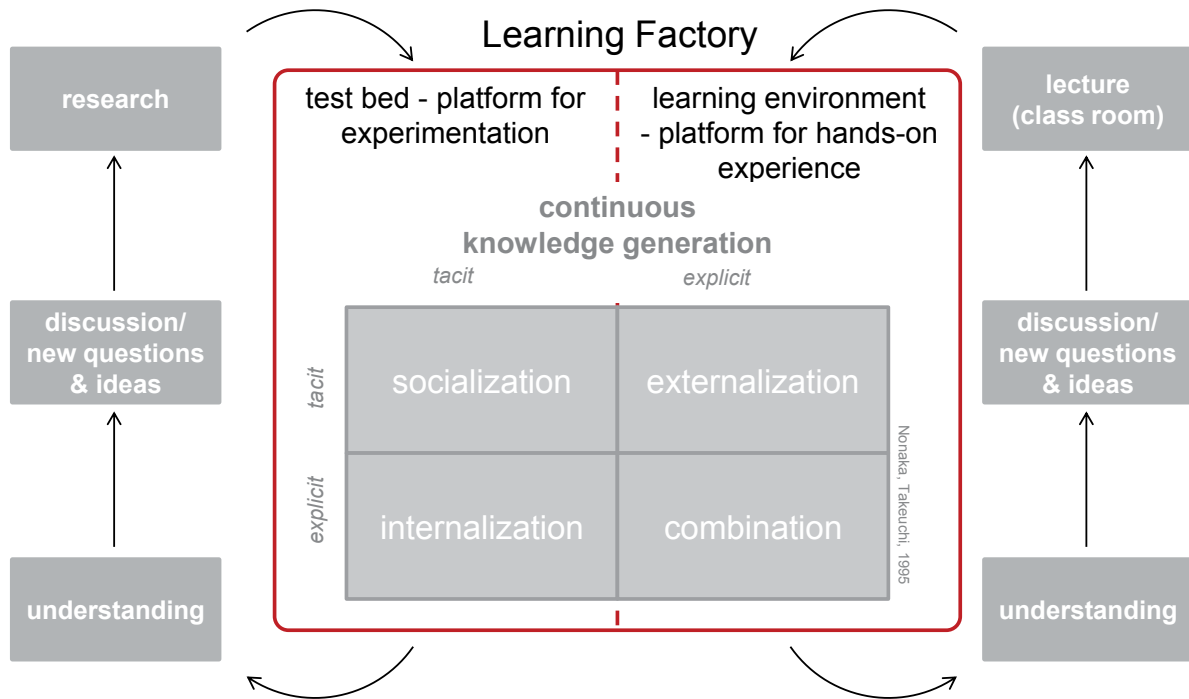 Learning Factory
research
discussion/
new questions
& ideas
understanding
test bed - platform for
experimentation
learning environment
- platform for hands-on
experience
continuous
knowledge generation
tacit
explicit
tacit
socialization
externalization
explicit
internalization
combination
Nonaka, Takeuchi, 1995
lecture
(class room)
discussion/
new questions
& ideas
understanding